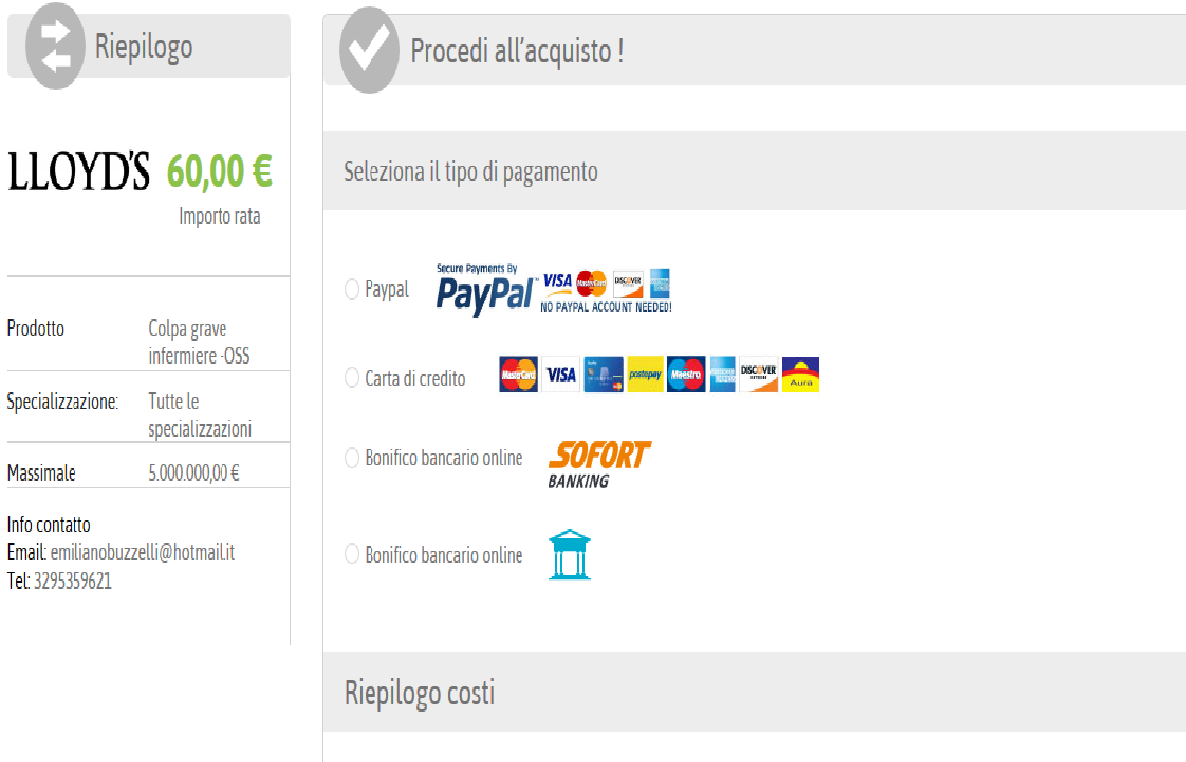 Riepilogo
LLOYD'S 60,00 €
Importo rata
Prodotto Colpa grave
infermiere -OSS
Specializzazione: Tutte le
specializzazioni
Massimale 5.000.000,00 €
Info contatto
Email: emilianobuzzelli@hotmail.it
Tel: 3295359621
Procedi all'acquisto !
Seleziona il tipo di pagamento
Paypal
Secure Payments By
PayPal™ VISA MasterCard DISCOVER
NO PAYPAL ACCOUNT NEEDED!
Carta di credito MasterCard VISA postepay Maestro DISCOVER Aura
Bonifico bancario online SOFORT
BANKING
Bonifico bancario online
Riepilogo costi